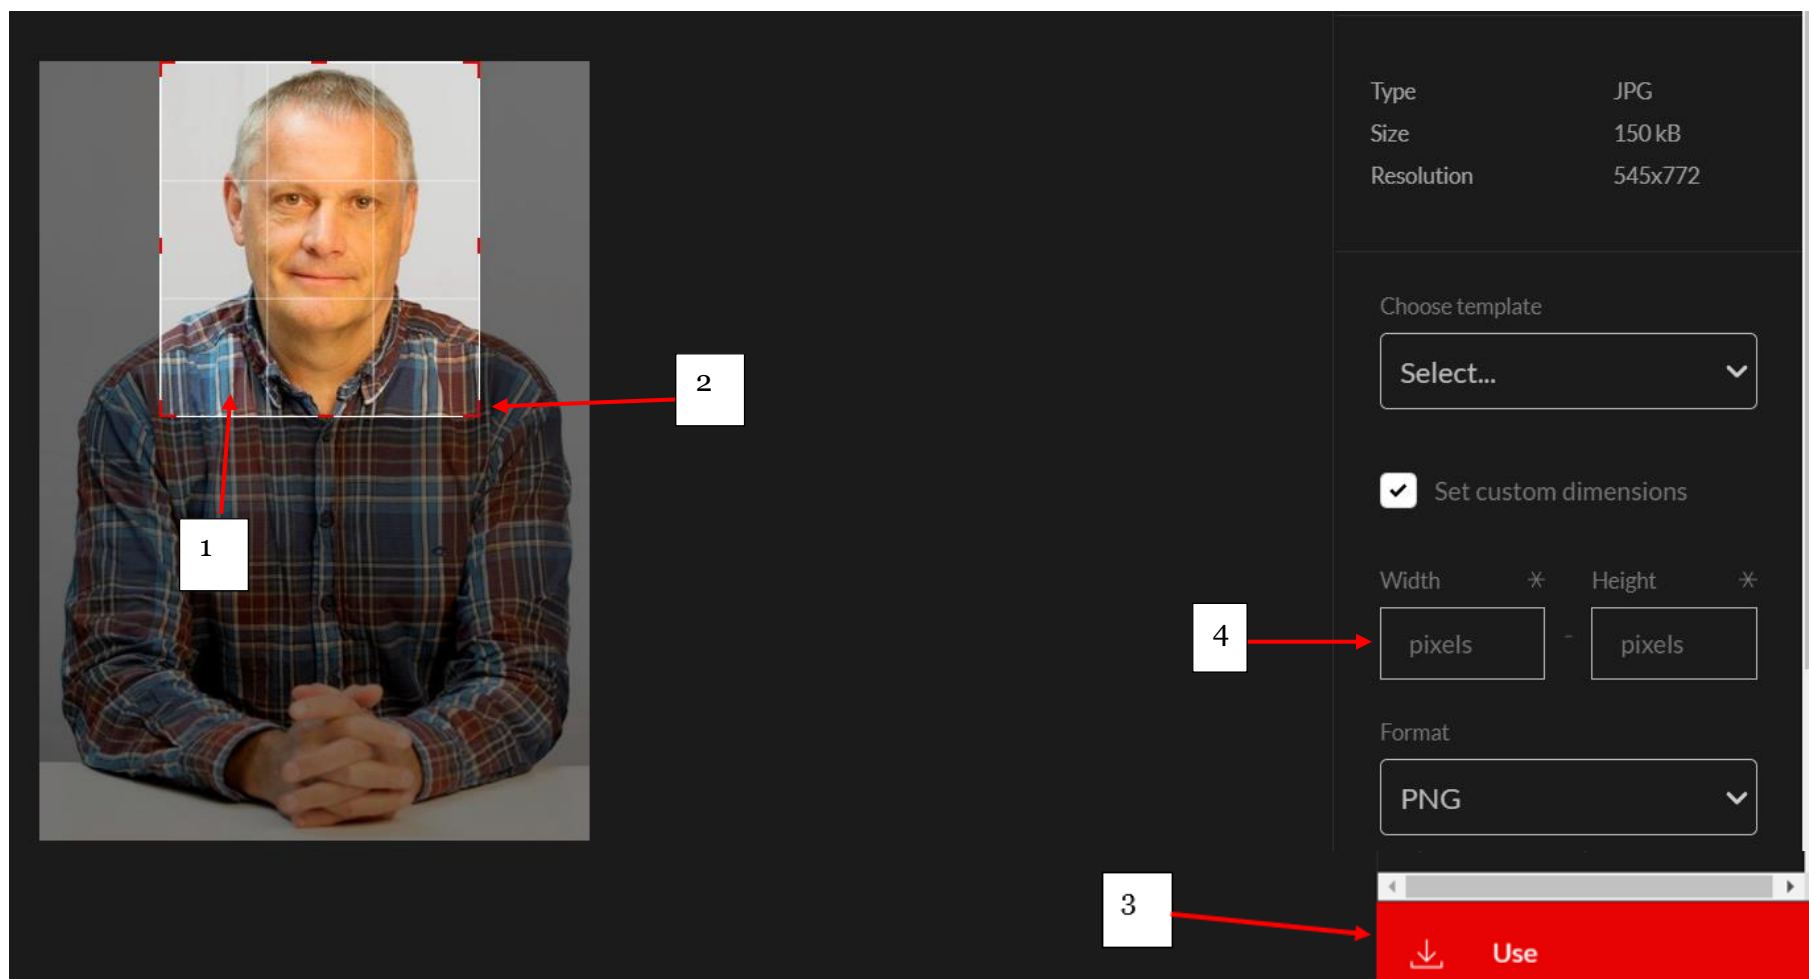 Type JPG
Size 150 kB
Resolution 545x772
Choose template
Select...
2
Set custom dimensions
1
Width * Height *
4
pixels - pixels
Format
PNG
3
Use